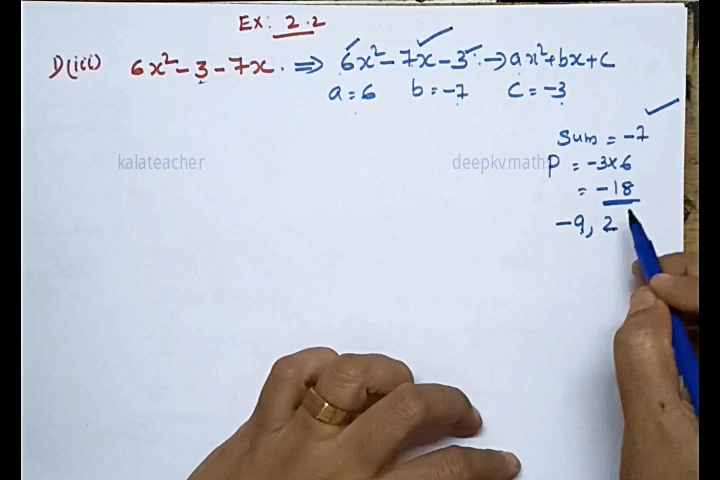 Ex: 2.2
1)(iii) 6x² - 3 - 7x. ⇒ 6x² - 7x - 3 → ax² + bx + c
a = 6 b = -7 c = -3
Sum = -7
P = -3×6
= -18
-9, 2
kalateacher deepkvmath